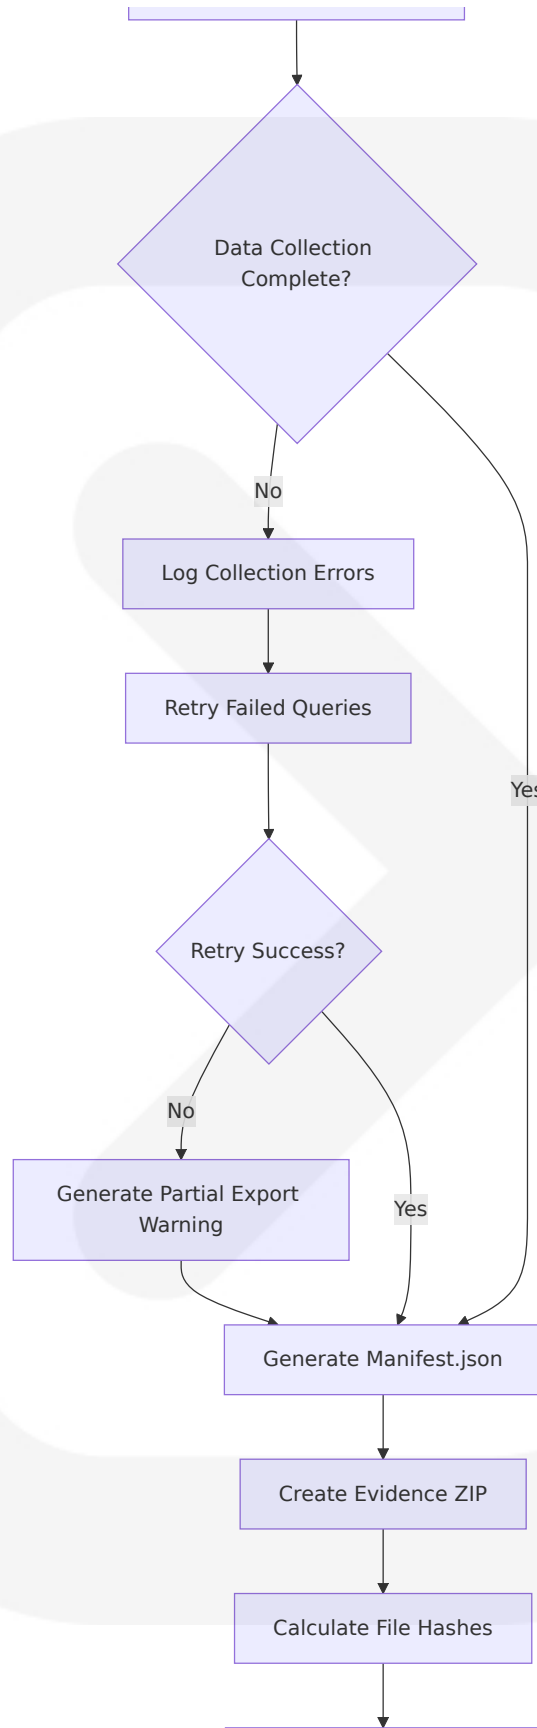 Data Collection
Complete?
No
Log Collection Errors
Retry Failed Queries
Yes
Retry Success?
No
Generate Partial Export
Warning
Yes
Generate Manifest.json
Create Evidence ZIP
Calculate File Hashes